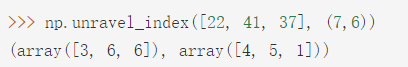 >>> np.unravel_index([22, 41, 37], (7,6))
(array([3, 6, 6]), array([4, 5, 1]))